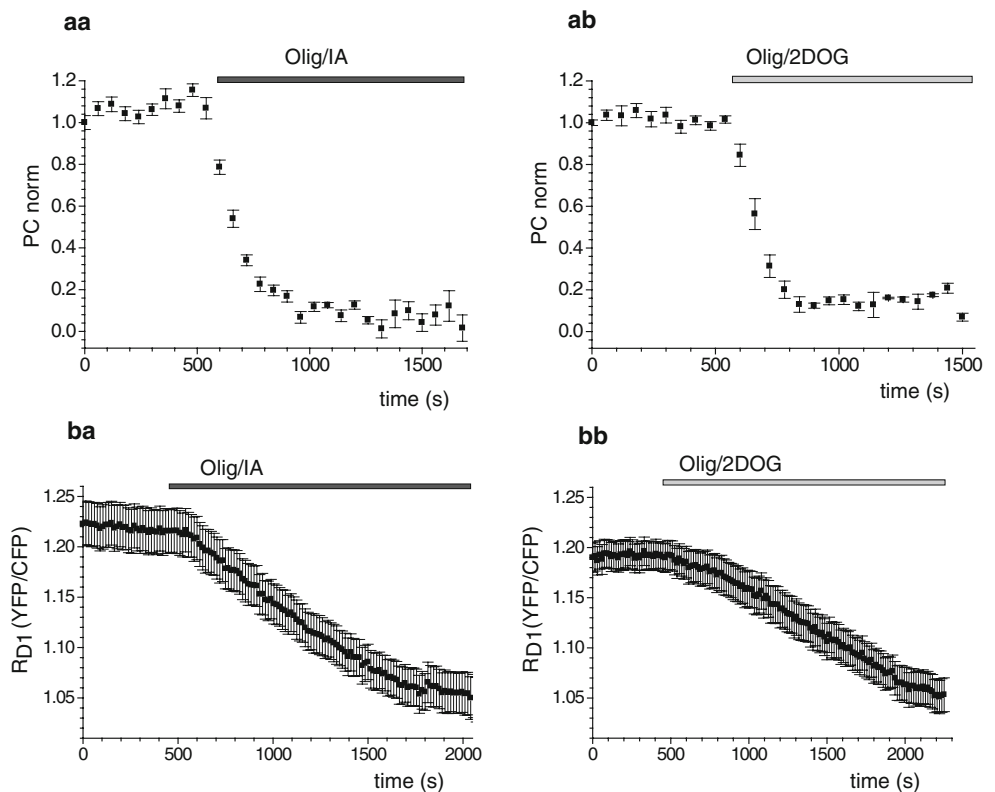 aa
Olig/IA
1.2
1.0
0.8
0.6
0.4
0.2
0.0
PC norm
0 500 1000 1500
time (s)
ab
Olig/2DOG
1.2
1.0
0.8
0.6
0.4
0.2
0.0
PC norm
0 500 1000 1500
time (s)
ba
Olig/IA
1.25
1.20
1.15
1.10
1.05
RD1(YFP/CFP)
0 500 1000 1500 2000
time (s)
bb
Olig/2DOG
1.25
1.20
1.15
1.10
1.05
RD1(YFP/CFP)
0 500 1000 1500 2000
time (s)